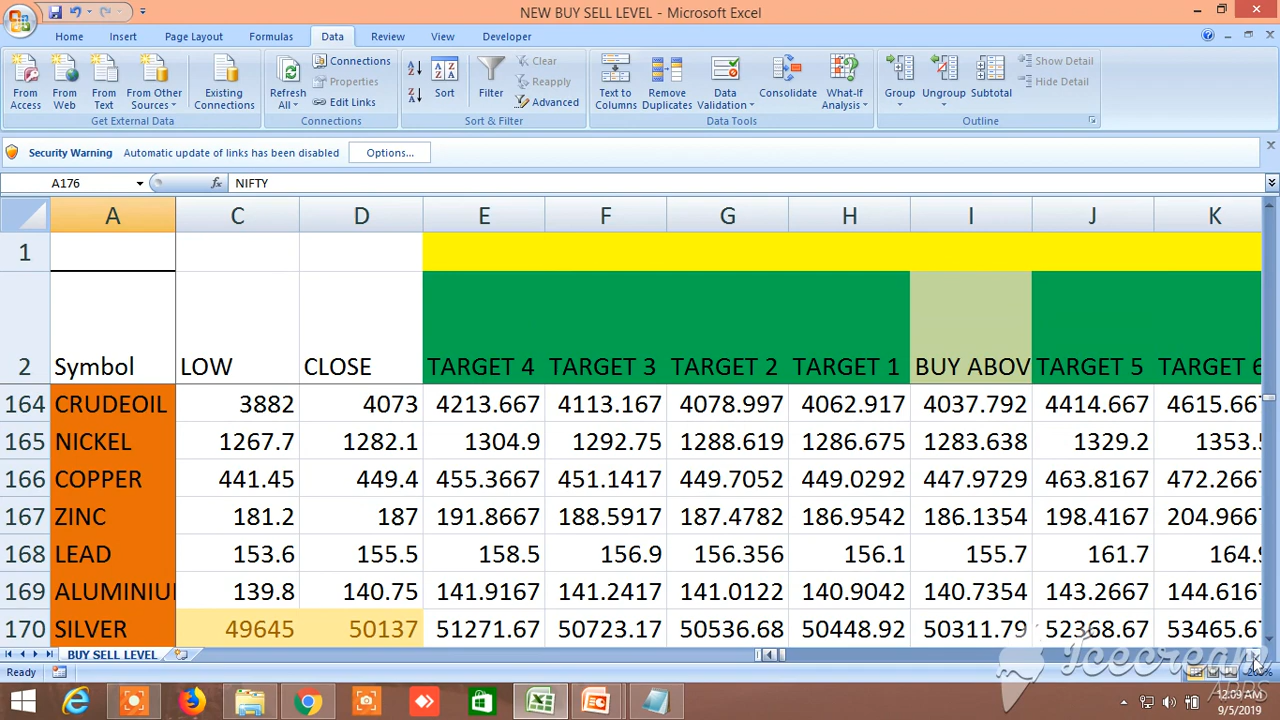 NEW BUY SELL LEVEL - Microsoft Excel
Home Insert Page Layout Formulas Data Review View Developer
Connections Clear Show Detail
Properties Reapply Hide Detail
Edit Links Advanced
From Access From Web From Text From Other Sources Existing Connections Refresh All Sort Filter Text to Columns Remove Duplicates Data Validation Consolidate What-If Analysis Group Ungroup Subtotal
Get External Data Connections Sort & Filter Data Tools Outline
Security Warning Automatic update of links has been disabled Options...
A176 fx NIFTY
A C D E F G H I J K
1
2 Symbol LOW CLOSE TARGET 4 TARGET 3 TARGET 2 TARGET 1 BUY ABOV TARGET 5 TARGET 6
164 CRUDEOIL 3882 4073 4213.667 4113.167 4078.997 4062.917 4037.792 4414.667 4615.667
165 NICKEL 1267.7 1282.1 1304.9 1292.75 1288.619 1286.675 1283.638 1329.2 1353.5
166 COPPER 441.45 449.4 455.3667 451.1417 449.7052 449.0292 447.9729 463.8167 472.2667
167 ZINC 181.2 187 191.8667 188.5917 187.4782 186.9542 186.1354 198.4167 204.9667
168 LEAD 153.6 155.5 158.5 156.9 156.356 156.1 155.7 161.7 164.9
169 ALUMINIUM 139.8 140.75 141.9167 141.2417 141.0122 140.9042 140.7354 143.2667 144.6167
170 SILVER 49645 50137 51271.67 50723.17 50536.68 50448.92 50311.79 52368.67 53465.67
BUY SELL LEVEL
Icecream
APPS
Ready
12:09 AM
9/5/2019